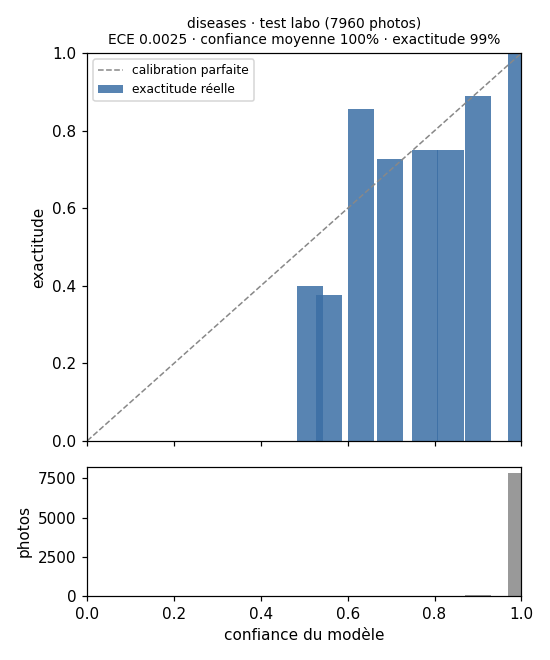 diseases · test labo (7960 photos)
ECE 0.0025 · confiance moyenne 100% · exactitude 99%
1.0
calibration parfaite
exactitude réelle
0.8
0.6
exactitude
0.4
0.2
0.0
7500
photos
5000
2500
0
0.0 0.2 0.4 0.6 0.8 1.0
confiance du modèle